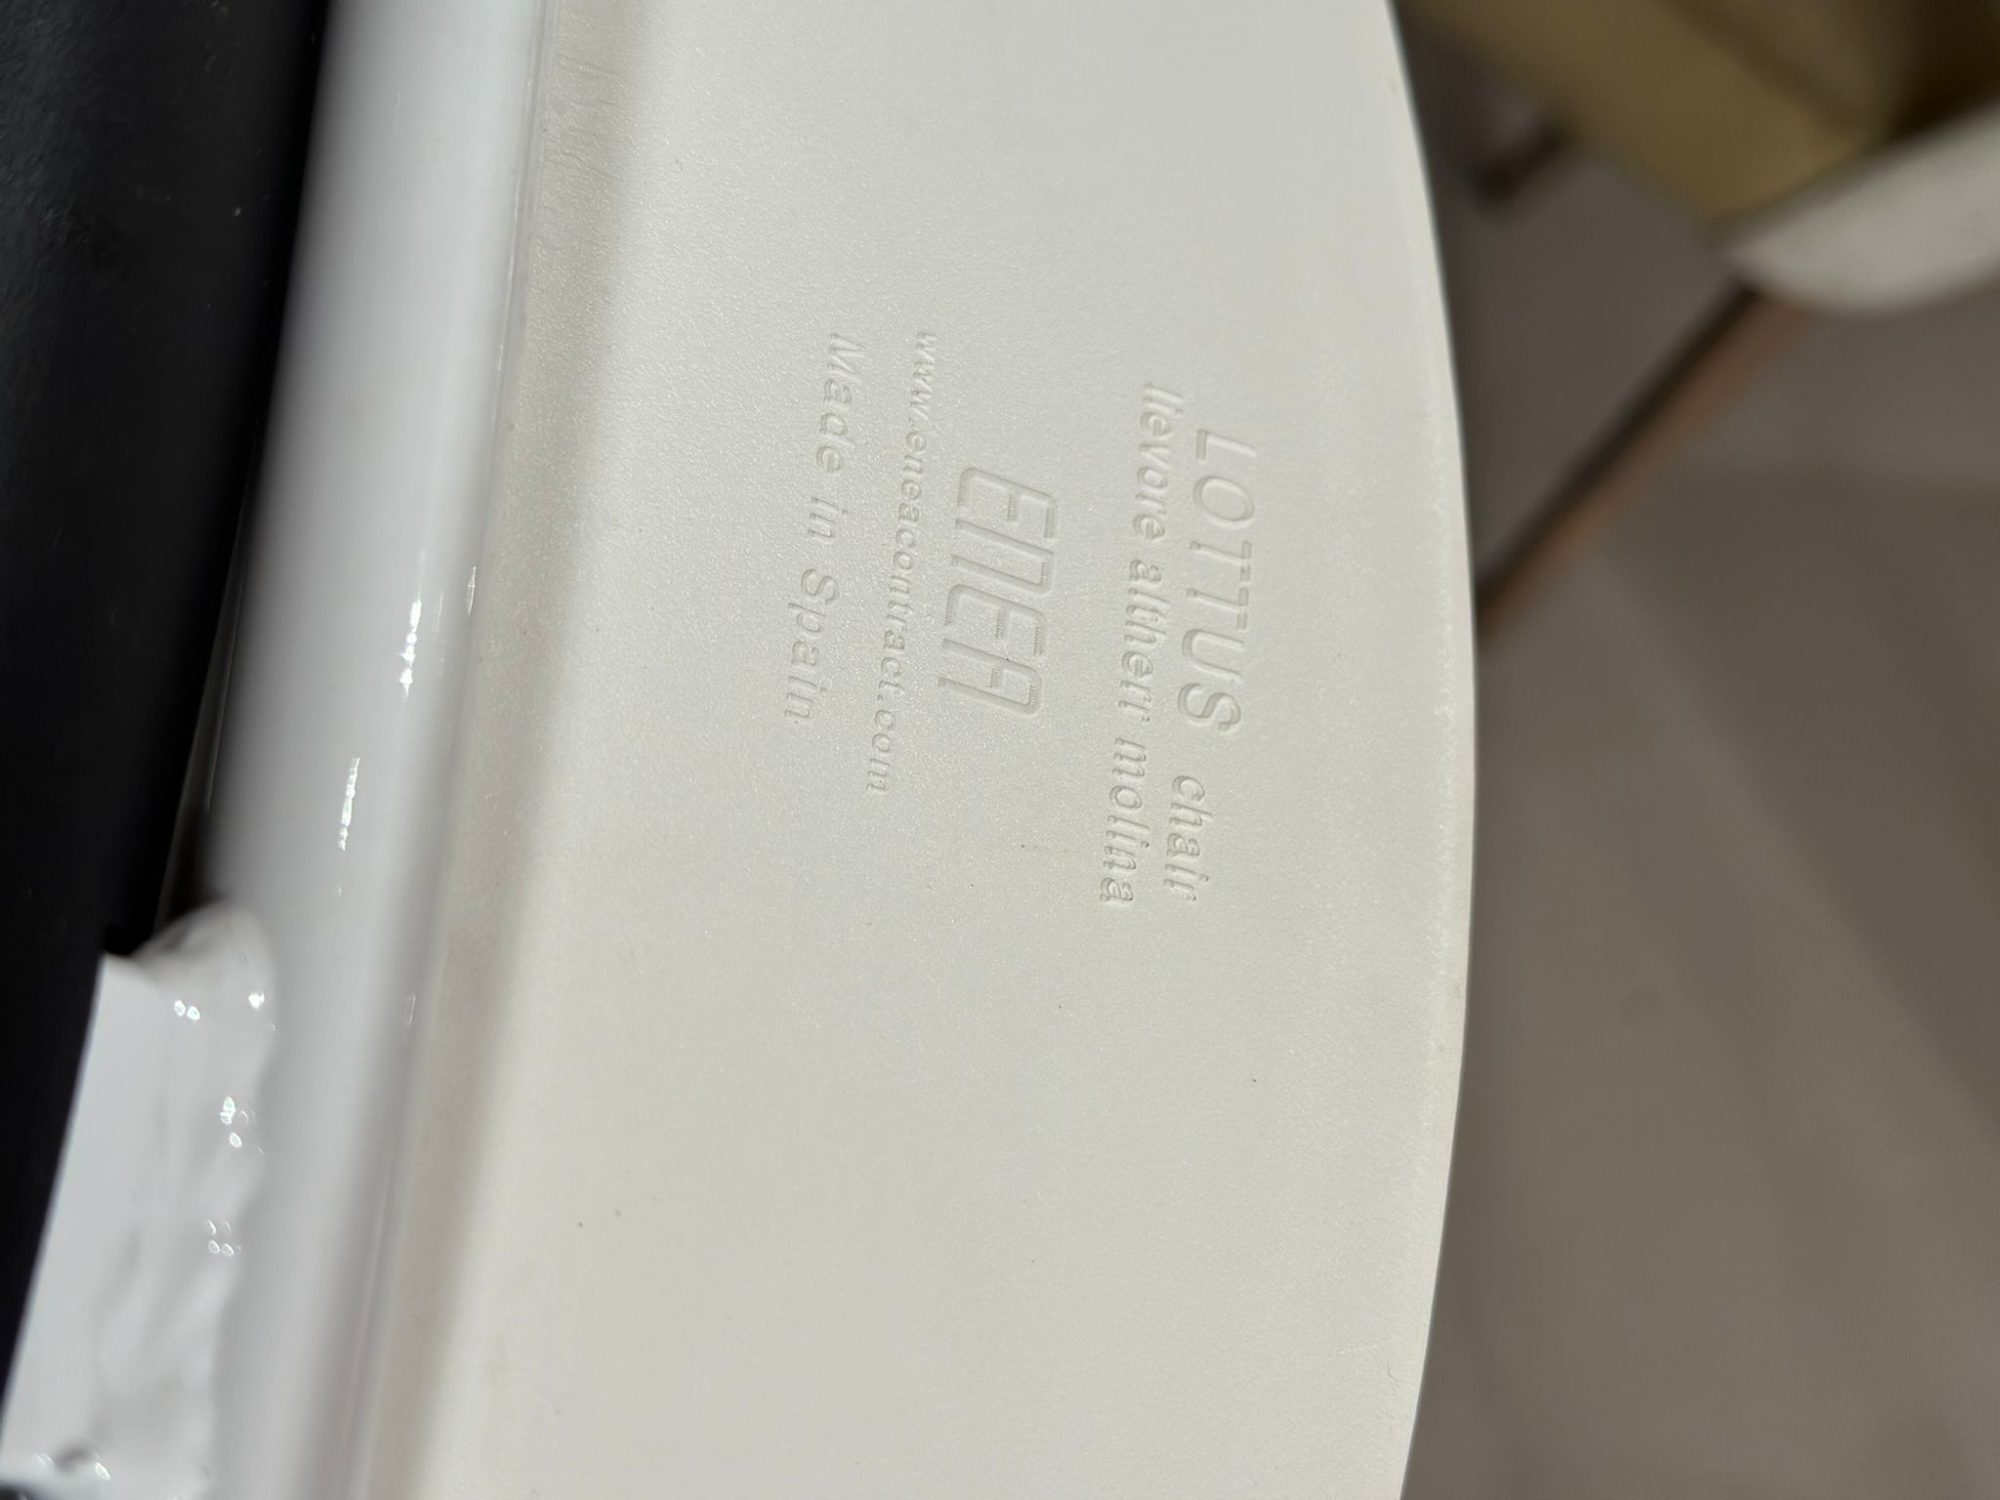 LOTTUS chair
lievore altherr molina
ENEA
www.eneacontract.com
Made in Spain